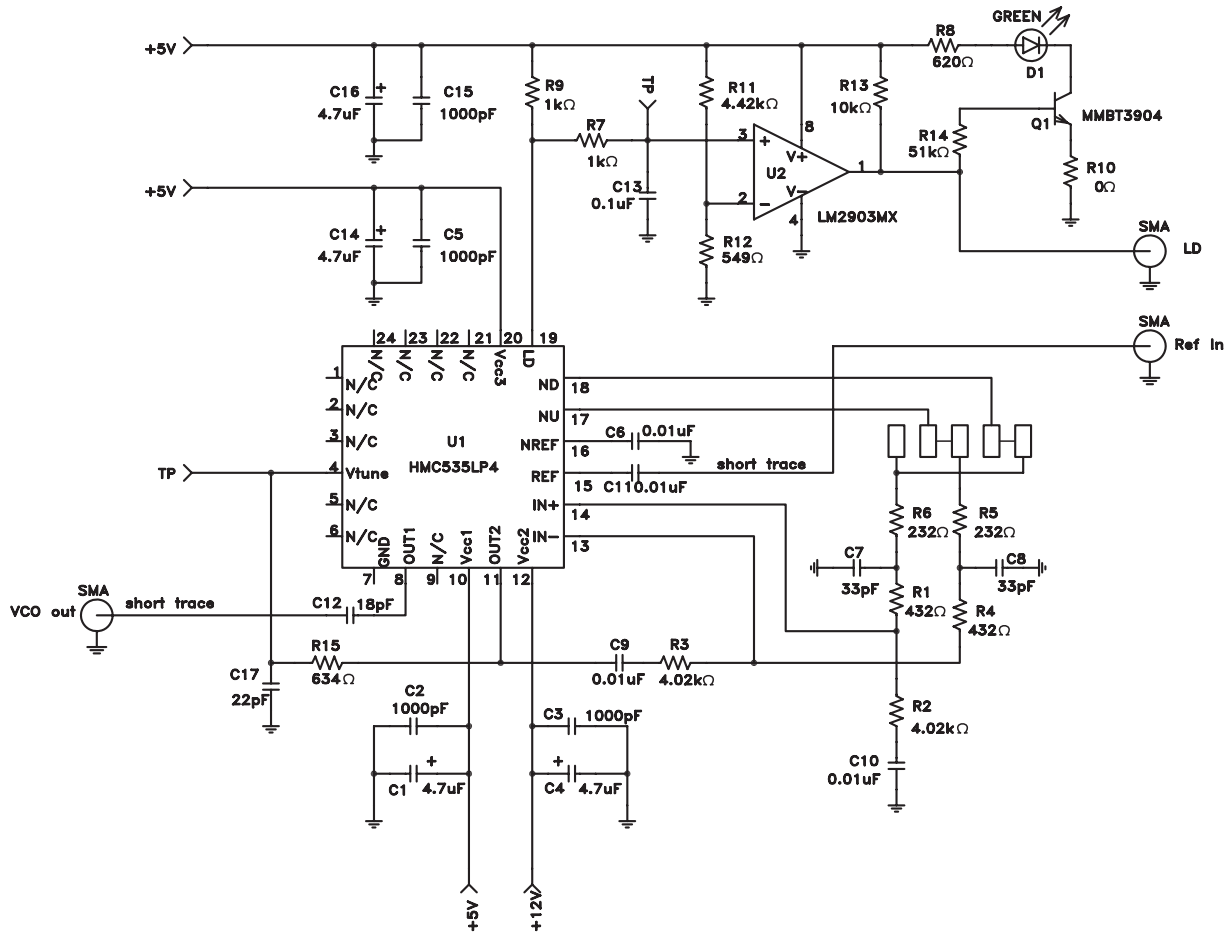 GREEN
+5V
R8
620Ω
D1
C16
4.7uF
+
C15
1000pF
R9
1kΩ
TP
R11
4.42kΩ
R13
10kΩ
8
Q1
MMBT3904
R7
1kΩ
3
+
V+
U2
1
R14
51kΩ
R10
0Ω
+5V
C13
0.1uF
2
−
V−
4
LM2903MX
C14
4.7uF
+
C5
1000pF
R12
549Ω
SMA
LD
24
23
22
21
20
19
SMA
Ref In
N/C
N/C
N/C
N/C
Vcc3
LD
1
N/C
ND
18
2
N/C
NU
17
3
N/C
U1
HMC535LP4
NREF
16
C6
0.01uF
TP
4
Vtune
REF
15
C11
0.01uF
short trace
5
N/C
IN+
14
R6
232Ω
R5
232Ω
6
N/C
GND
OUT1
N/C
Vcc1
OUT2
Vcc2
IN−
13
7
8
9
10
11
12
C7
33pF
C8
33pF
SMA
VCO out
short trace
C12
18pF
R1
432Ω
R4
432Ω
R15
634Ω
C9
0.01uF
R3
4.02kΩ
C17
22pF
C2
1000pF
C3
1000pF
R2
4.02kΩ
+
C1
4.7uF
+
C4
4.7uF
C10
0.01uF
+5V
+12V